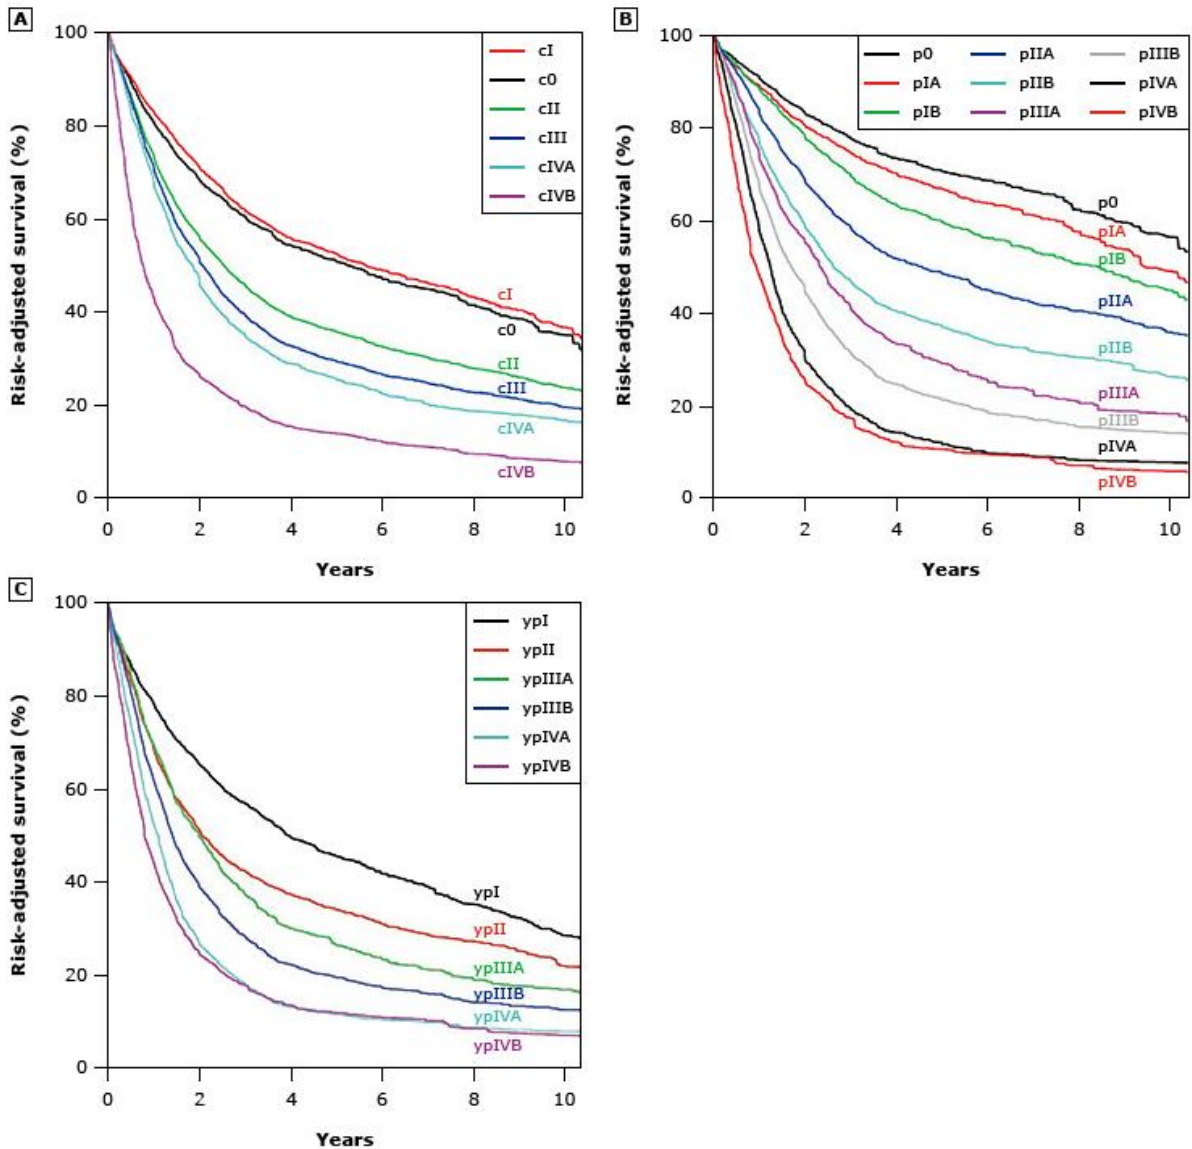 A
Risk-adjusted survival (%)
100
80
60
40
20
0
cI
c0
cII
cIII
cIVA
cIVB
cI
c0
cII
cIII
cIVA
cIVB
0 2 4 6 8 10
Years
B
Risk-adjusted survival (%)
100
80
60
40
20
0
p0 pIIA pIIIB
pIA pIIB pIVA
pIB pIIIA pIVB
p0
pIA
pIB
pIIA
pIIB
pIIIA
pIIIB
pIVA
pIVB
0 2 4 6 8 10
Years
C
Risk-adjusted survival (%)
100
80
60
40
20
0
ypI
ypII
ypIIIA
ypIIIB
ypIVA
ypIVB
ypI
ypII
ypIIIA
ypIIIB
ypIVA
ypIVB
0 2 4 6 8 10
Years